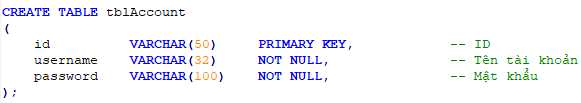 CREATE TABLE tblAccount
(
    id          VARCHAR(50)     PRIMARY KEY,            -- ID
    username    VARCHAR(32)     NOT NULL,               -- Tên tài khoản
    password    VARCHAR(100)    NOT NULL,               -- Mật khẩu
);